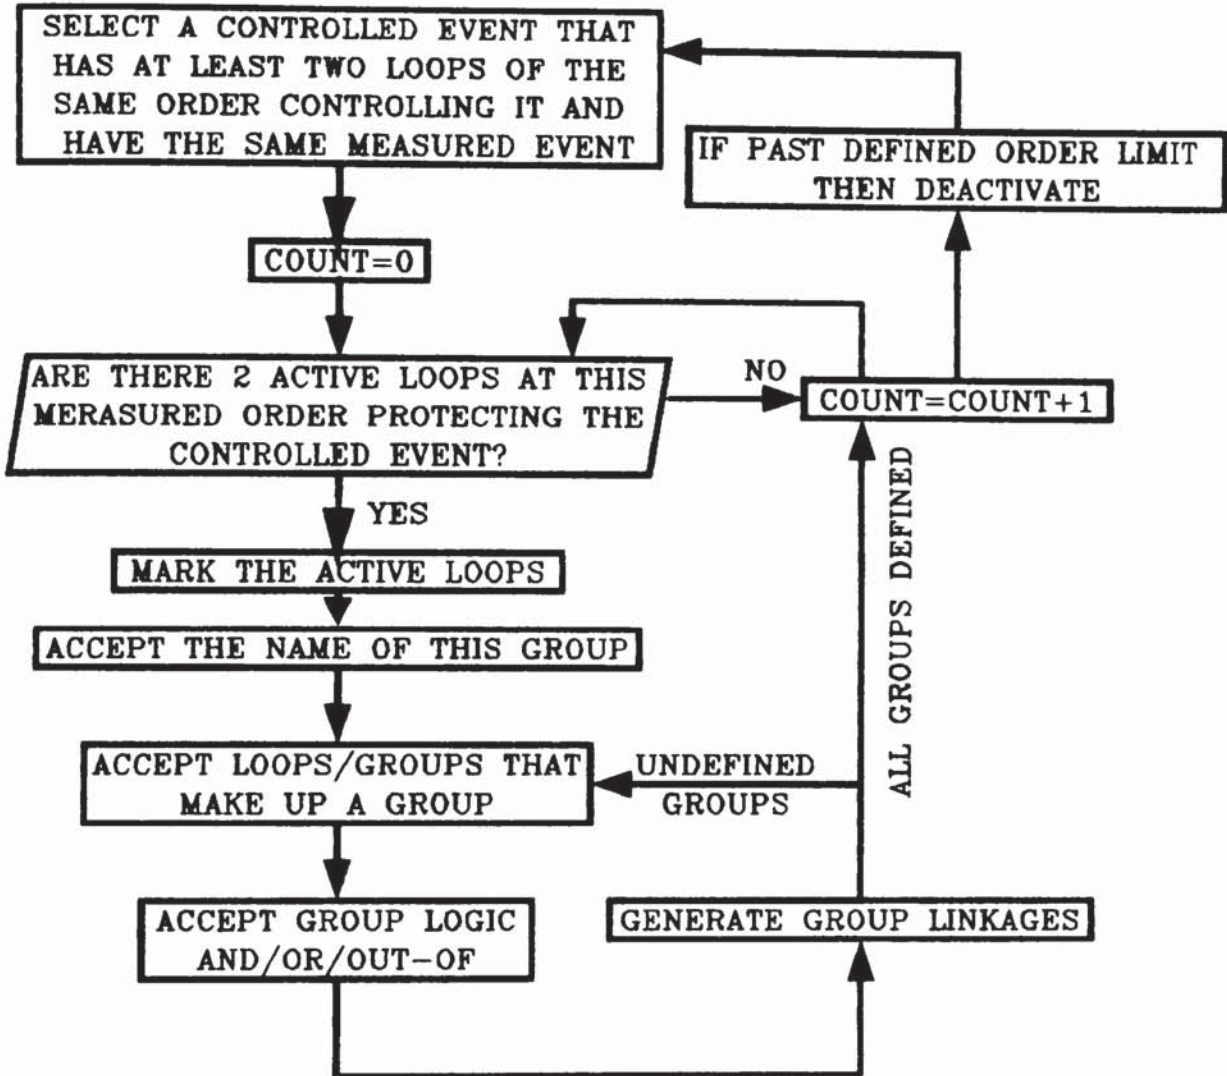 SELECT A CONTROLLED EVENT THAT
HAS AT LEAST TWO LOOPS OF THE
SAME ORDER CONTROLLING IT AND
HAVE THE SAME MEASURED EVENT
IF PAST DEFINED ORDER LIMIT
THEN DEACTIVATE
COUNT=0
ARE THERE 2 ACTIVE LOOPS AT THIS
MERASURED ORDER PROTECTING THE
CONTROLLED EVENT?
NO
COUNT=COUNT+1
YES
MARK THE ACTIVE LOOPS
ACCEPT THE NAME OF THIS GROUP
ALL GROUPS DEFINED
ACCEPT LOOPS/GROUPS THAT
MAKE UP A GROUP
UNDEFINED
GROUPS
ACCEPT GROUP LOGIC
AND/OR/OUT-OF
GENERATE GROUP LINKAGES